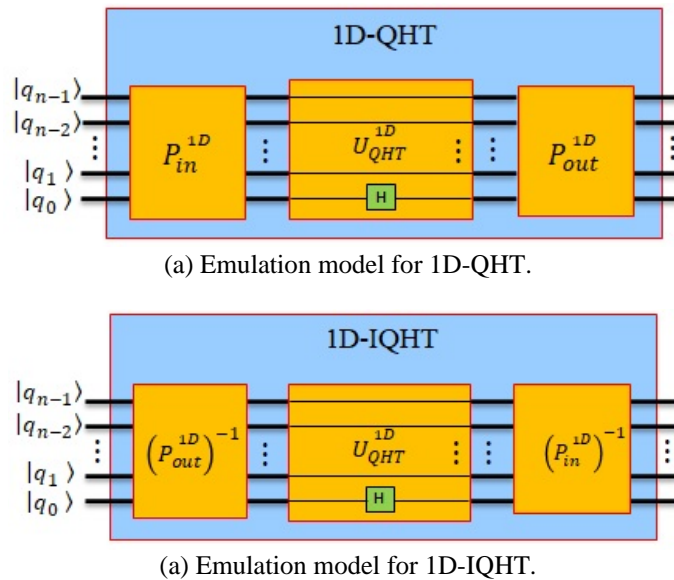 1D-QHT
|q_{n-1}⟩
|q_{n-2}⟩
⋮
|q_1⟩
|q_0⟩
P_{in}^{1D}
⋮
U_{QHT}^{1D}
⋮
⋮
P_{out}^{1D}
⋮
H
(a) Emulation model for 1D-QHT.
1D-IQHT
|q_{n-1}⟩
|q_{n-2}⟩
⋮
|q_1⟩
|q_0⟩
(P_{out}^{1D})^{-1}
⋮
U_{QHT}^{1D}
⋮
⋮
(P_{in}^{1D})^{-1}
⋮
H
(a) Emulation model for 1D-IQHT.